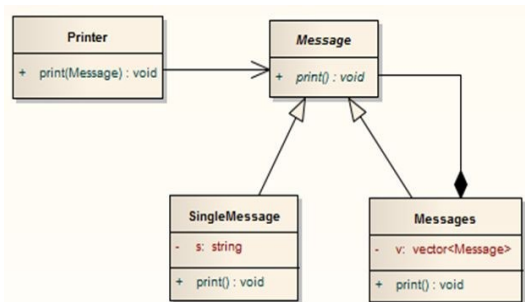 Printer
+ print(Message) : void
Message
+ print() : void
SingleMessage
- s: string
+ print() : void
Messages
- v: vector<Message>
+ print() : void